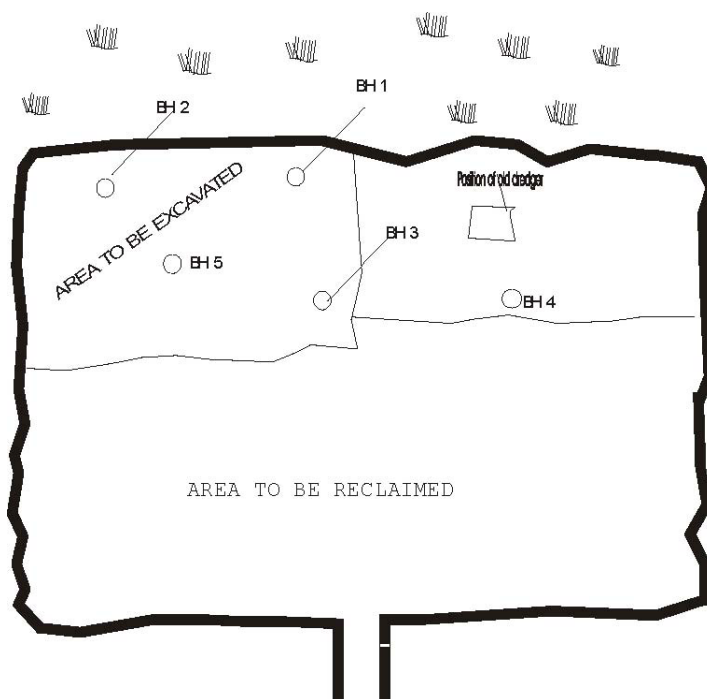 BH 1
BH 2
Position of old dredger
AREA TO BE EXCAVATED
BH 3
BH 5
BH 4
AREA TO BE RECLAIMED